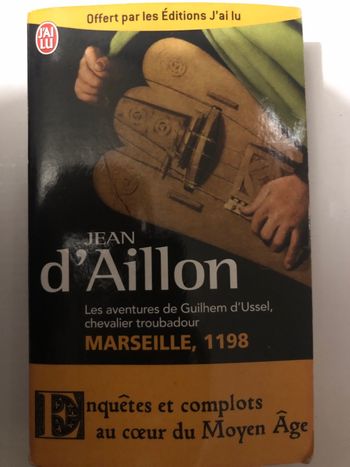 Offert par les Éditions J'ai lu
J'AI
LU
JEAN
d'Aillon
Les aventures de Guilhem d'Ussel,
chevalier troubadour
MARSEILLE, 1198
Enquêtes et complots
au cœur du Moyen Âge